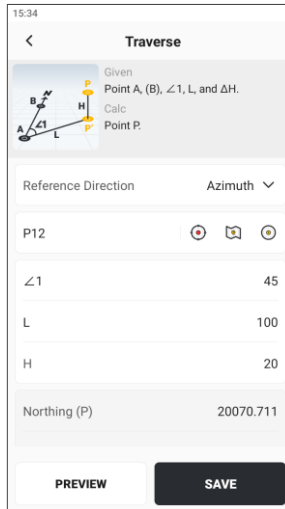 15:34
Traverse
Given
Point A, (B), ∠1, L, and ΔH.
Calc
Point P.
N
B
P
H
A
∠1
L
P'
Reference Direction Azimuth
P12
∠1 45
L 100
H 20
Northing (P) 20070.711
PREVIEW SAVE